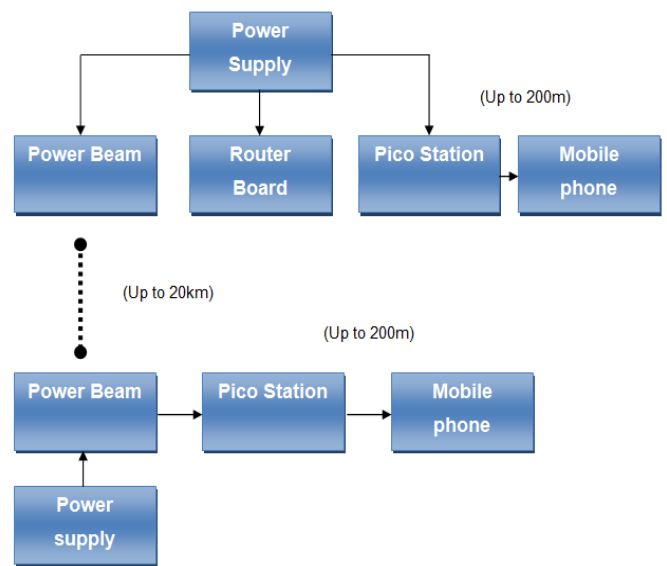 Power
Supply
(Up to 200m)
Power Beam
Router
Board
Pico Station
Mobile
phone
(Up to 20km)
(Up to 200m)
Power Beam
Pico Station
Mobile
phone
Power
supply